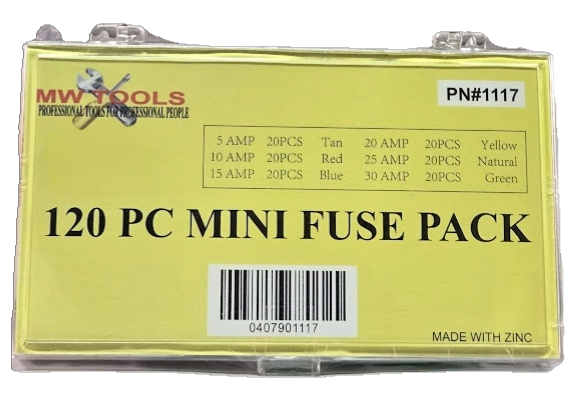 MW TOOLS
PROFESSIONAL TOOLS FOR PROFESSIONAL PEOPLE
PN#1117
5 AMP 20PCS Tan 20 AMP 20PCS Yellow
10 AMP 20PCS Red 25 AMP 20PCS Natural
15 AMP 20PCS Blue 30 AMP 20PCS Green
120 PC MINI FUSE PACK
0407901117
MADE WITH ZINC